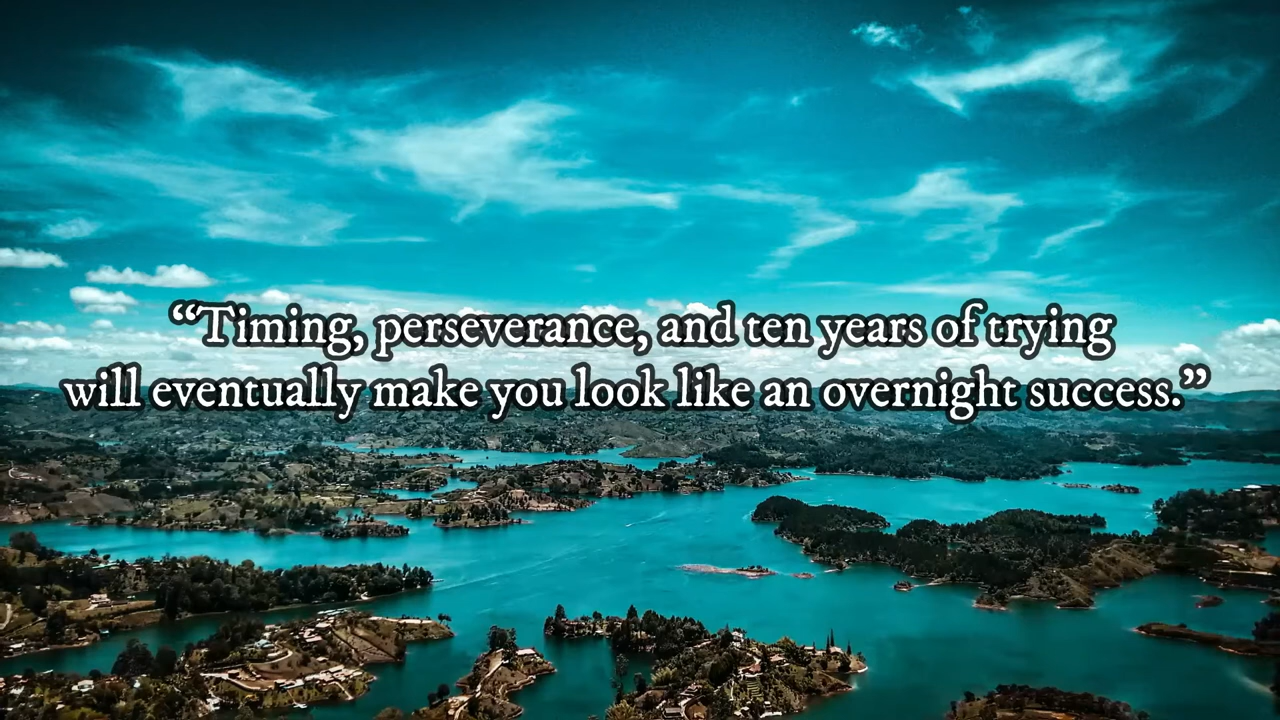 “Timing, perseverance, and ten years of trying
will eventually make you look like an overnight success.”